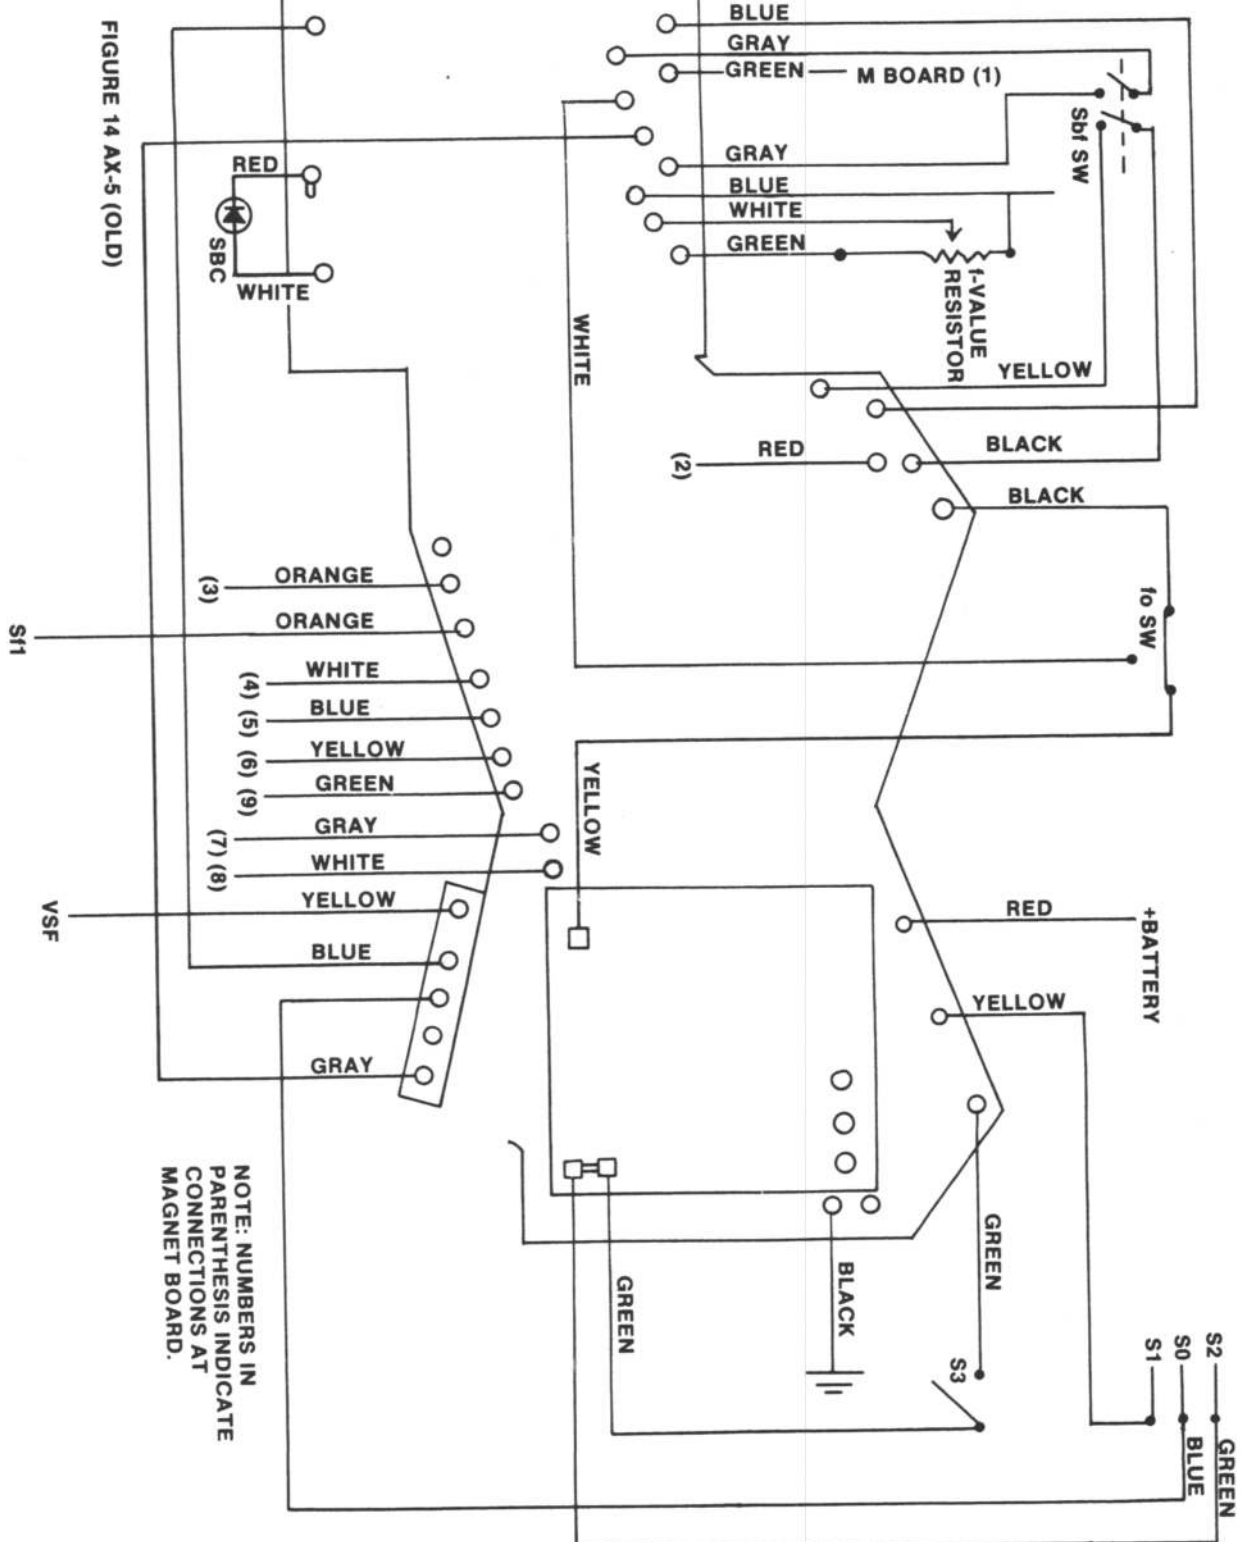 BLUE
GRAY
GREEN
M BOARD (1)
Sbf SW
GRAY
BLUE
WHITE
GREEN
f-VALUE
RESISTOR
FIGURE 14 AX-5 (OLD)
RED
SBC
WHITE
WHITE
YELLOW
(2)
RED
BLACK
BLACK
fo SW
(3)
ORANGE
Sf1
ORANGE
(4)
WHITE
(5)
BLUE
(6)
YELLOW
(9)
GREEN
(7)
GRAY
(8)
WHITE
VSF
YELLOW
BLUE
GRAY
YELLOW
RED
+BATTERY
YELLOW
GREEN
BLACK
GREEN
S3
S1
S0
S2
BLUE
GREEN
NOTE: NUMBERS IN
PARENTHESIS INDICATE
CONNECTIONS AT
MAGNET BOARD.